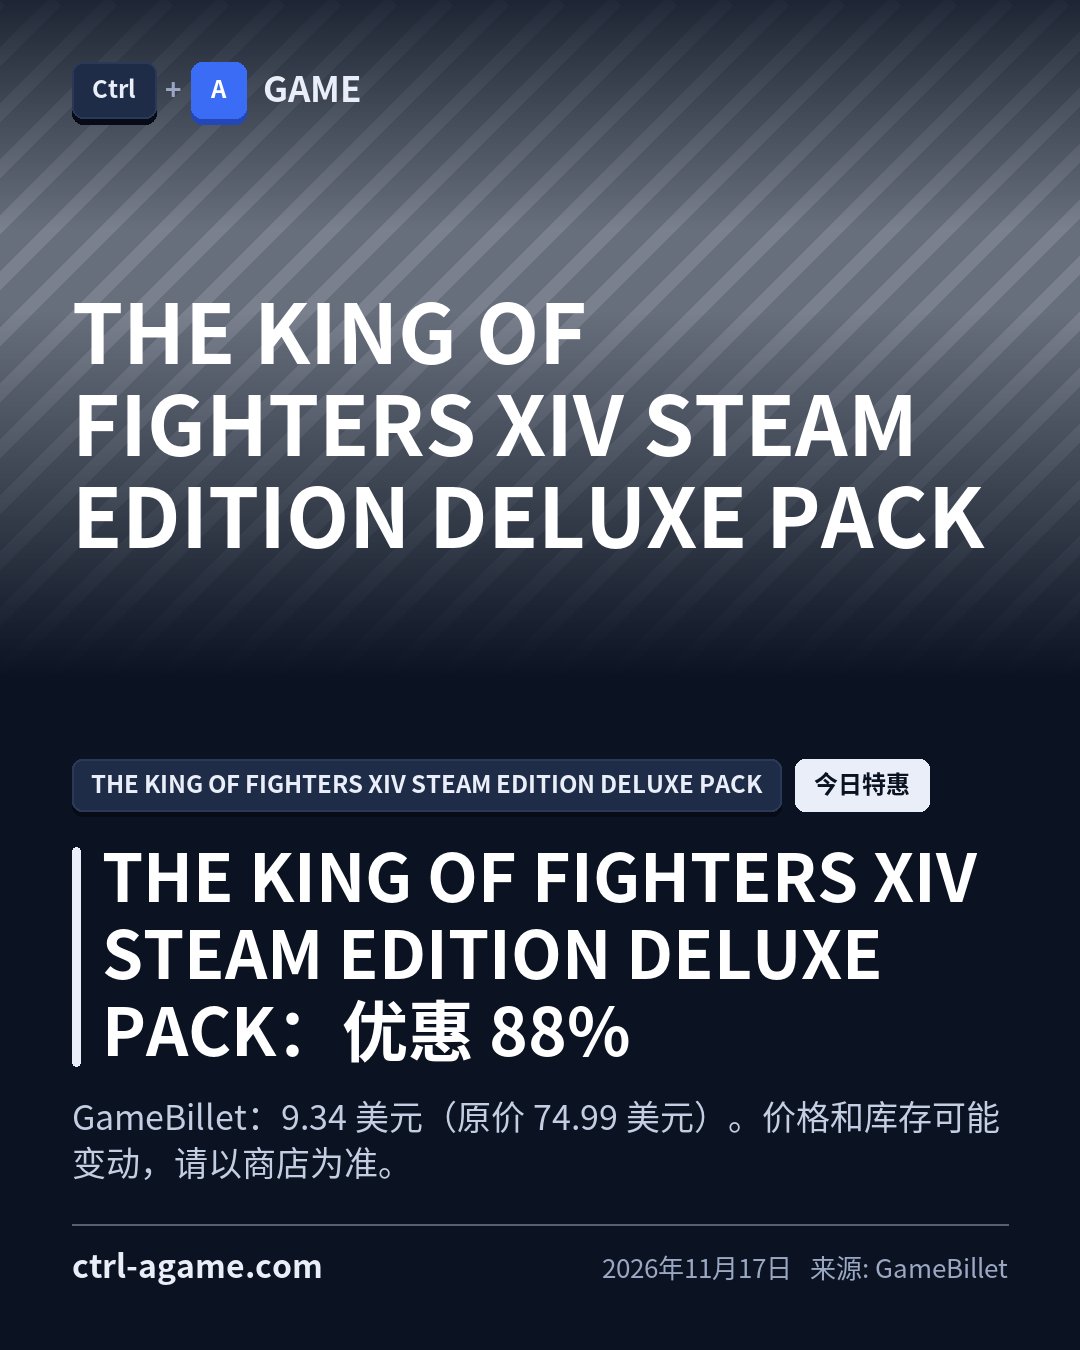 Ctrl + A GAME
THE KING OF
FIGHTERS XIV STEAM
EDITION DELUXE PACK
THE KING OF FIGHTERS XIV STEAM EDITION DELUXE PACK 今日特惠
THE KING OF FIGHTERS XIV
STEAM EDITION DELUXE
PACK：优惠 88%
GameBillet：9.34 美元（原价 74.99 美元）。价格和库存可能
变动，请以商店为准。
ctrl-agame.com 2026年11月17日 来源: GameBillet